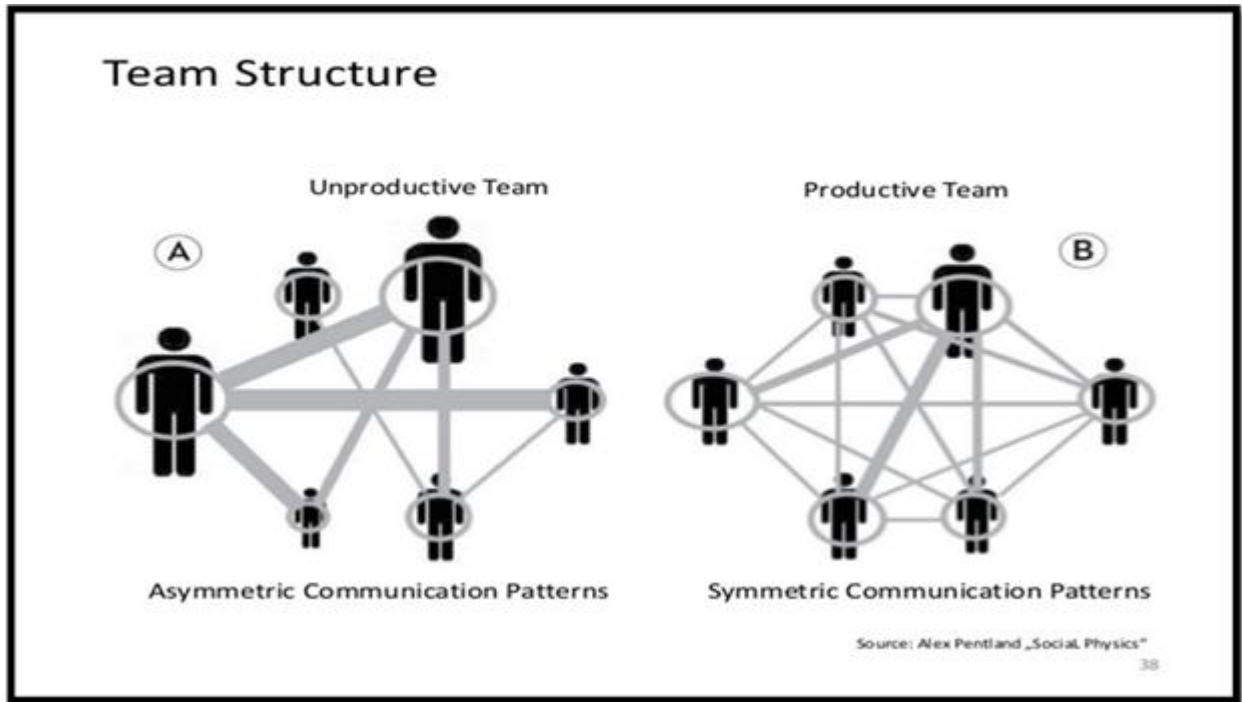 Team Structure
Unproductive Team
Productive Team
A
B
Asymmetric Communication Patterns
Symmetric Communication Patterns
Source: Alex Pentland „SociaL Physics"
38